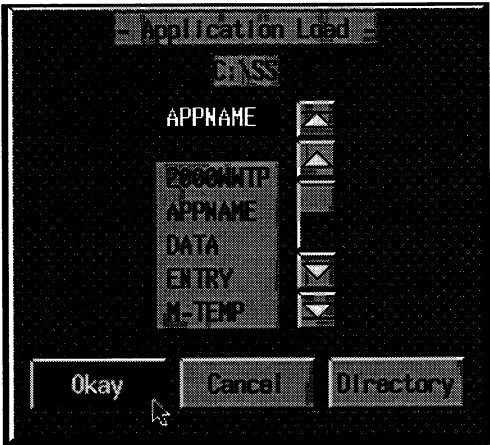 - Application Load -
C:\SS
APPNAME
2000WWTP
APPNAME
DATA
ENTRY
M-TEMP
Okay Cancel Directory